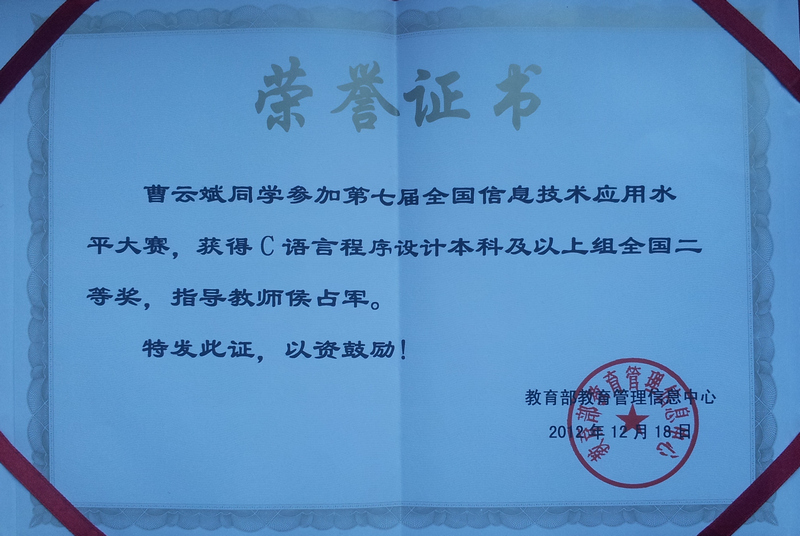 荣誉证书
曹云斌同学参加第七届全国信息技术应用水
平大赛，获得C语言程序设计本科及以上组全国二
等奖，指导教师侯占军。
特发此证，以资鼓励！
教育部教育管理信息中心
2012年12月18日
教育部教育管理信息中心